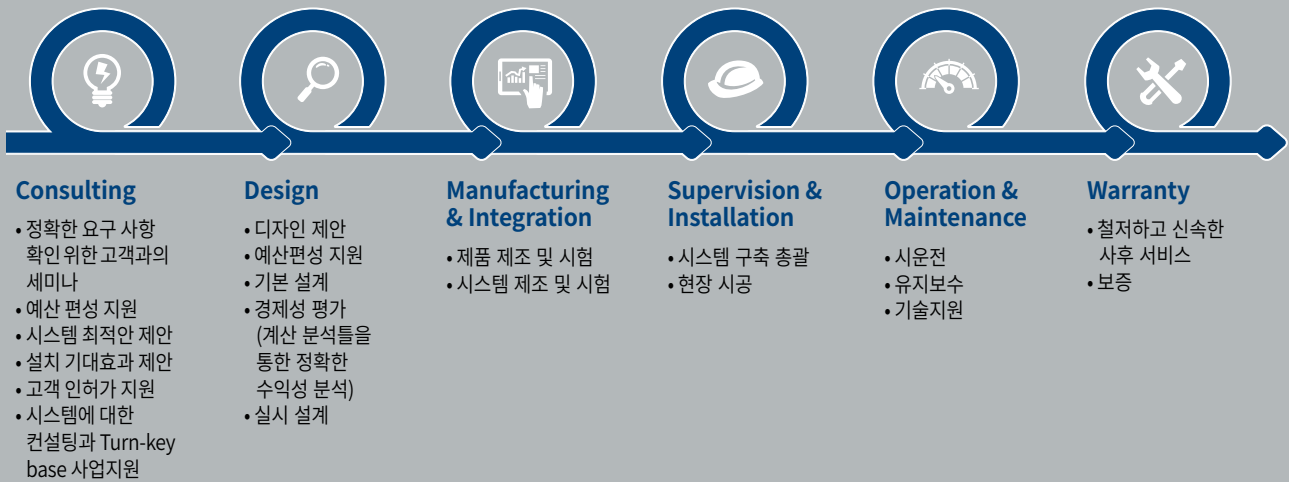 Consulting
• 정확한 요구 사항
확인 위한 고객과의
세미나
• 예산 편성 지원
• 시스템 최적안 제안
• 설치 기대효과 제안
• 고객 인허가 지원
• 시스템에 대한
컨설팅과 Turn-key
base 사업지원
Design
• 디자인 제안
• 예산편성 지원
• 기본 설계
• 경제성 평가
(계산 분석틀을
통한 정확한
수익성 분석)
• 실시 설계
Manufacturing
& Integration
• 제품 제조 및 시험
• 시스템 제조 및 시험
Supervision &
Installation
• 시스템 구축 총괄
• 현장 시공
Operation &
Maintenance
• 시운전
• 유지보수
• 기술지원
Warranty
• 철저하고 신속한
사후 서비스
• 보증